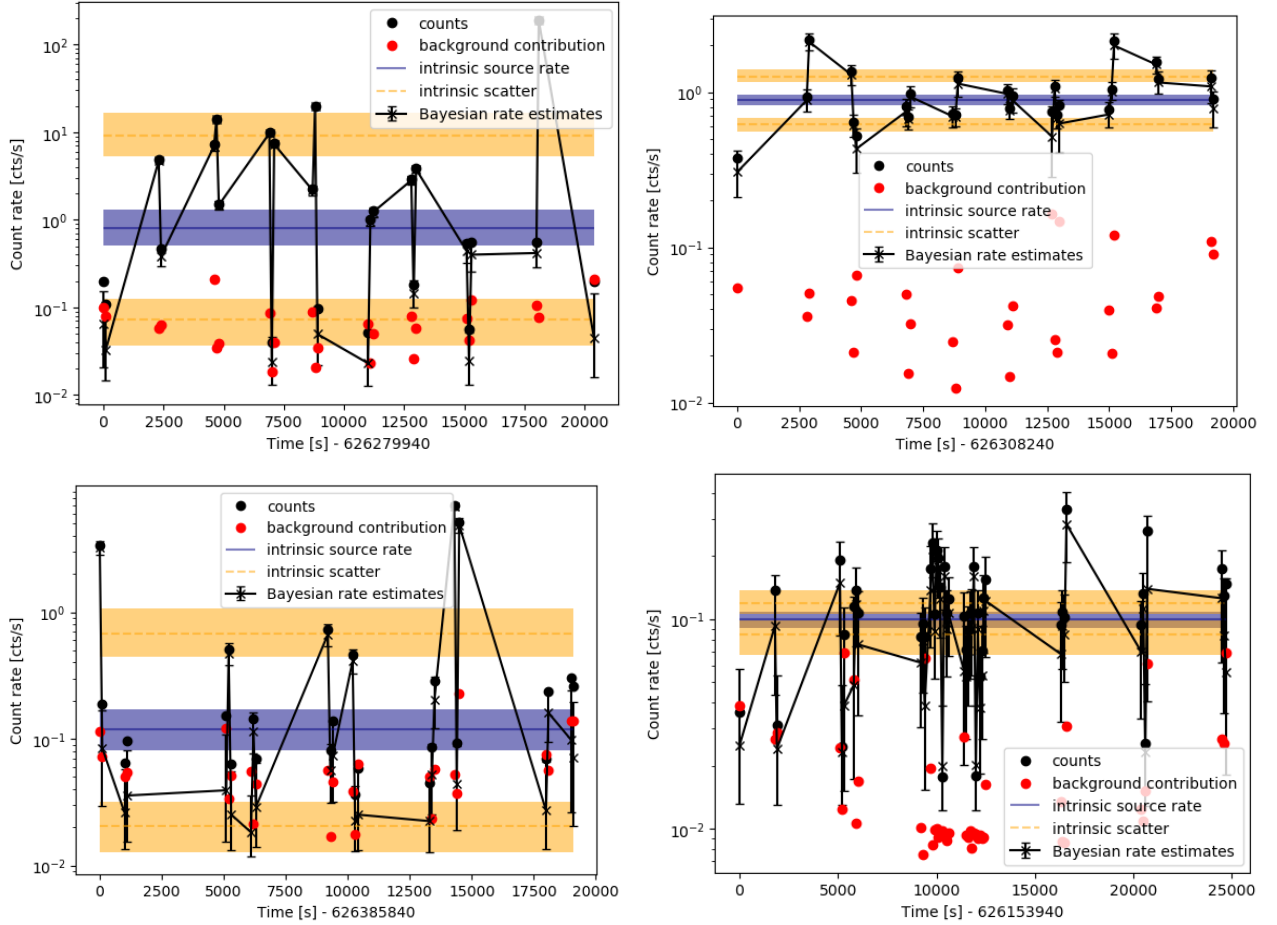 counts
background contribution
intrinsic source rate
intrinsic scatter
Bayesian rate estimates
Count rate [cts/s]
10²
10¹
10⁰
10⁻¹
10⁻²
0 2500 5000 7500 10000 12500 15000 17500 20000
Time [s] - 626279940
counts
background contribution
intrinsic source rate
intrinsic scatter
Bayesian rate estimates
Count rate [cts/s]
10⁰
10⁻¹
10⁻²
0 2500 5000 7500 10000 12500 15000 17500 20000
Time [s] - 626308240
counts
background contribution
intrinsic source rate
intrinsic scatter
Bayesian rate estimates
Count rate [cts/s]
10⁰
10⁻¹
10⁻²
0 2500 5000 7500 10000 12500 15000 17500 20000
Time [s] - 626385840
Count rate [cts/s]
10⁻¹
10⁻²
counts
background contribution
intrinsic source rate
intrinsic scatter
Bayesian rate estimates
0 5000 10000 15000 20000 25000
Time [s] - 626153940